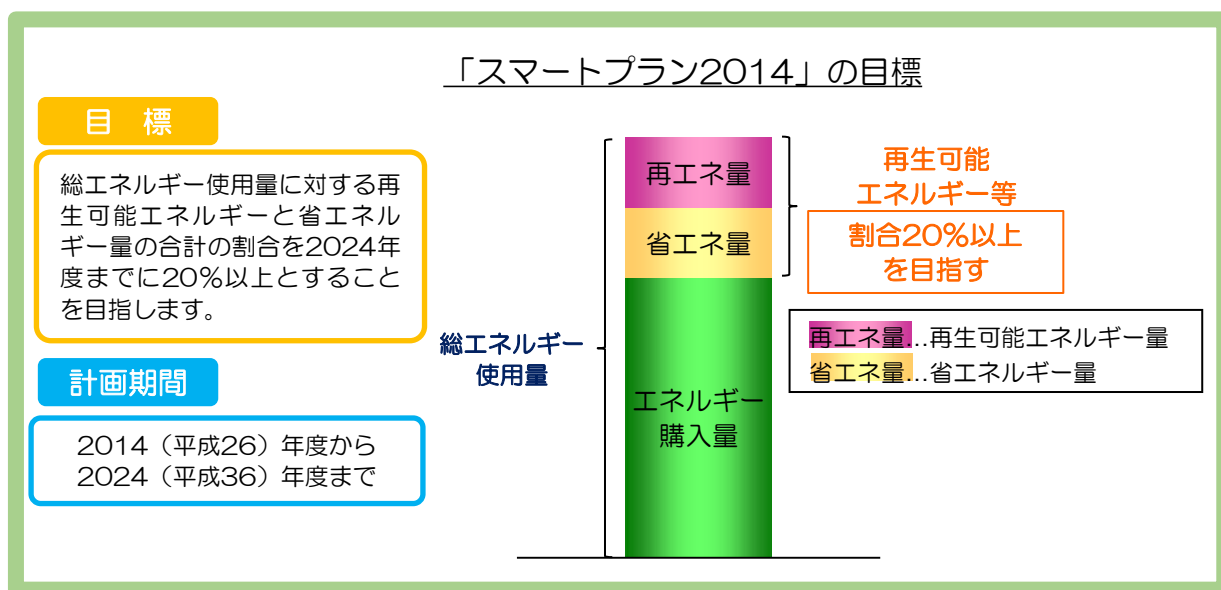 「スマートプラン2014」の目標
目　標
総エネルギー使用量に対する再
生可能エネルギーと省エネル
ギー量の合計の割合を2024年
度までに20％以上とすること
を目指します。
計画期間
2014（平成26）年度から
2024（平成36）年度まで
総エネルギー
使用量
再エネ量
省エネ量
エネルギー
購入量
再生可能
エネルギー等
割合20％以上
を目指す
再エネ量…再生可能エネルギー量
省エネ量…省エネルギー量